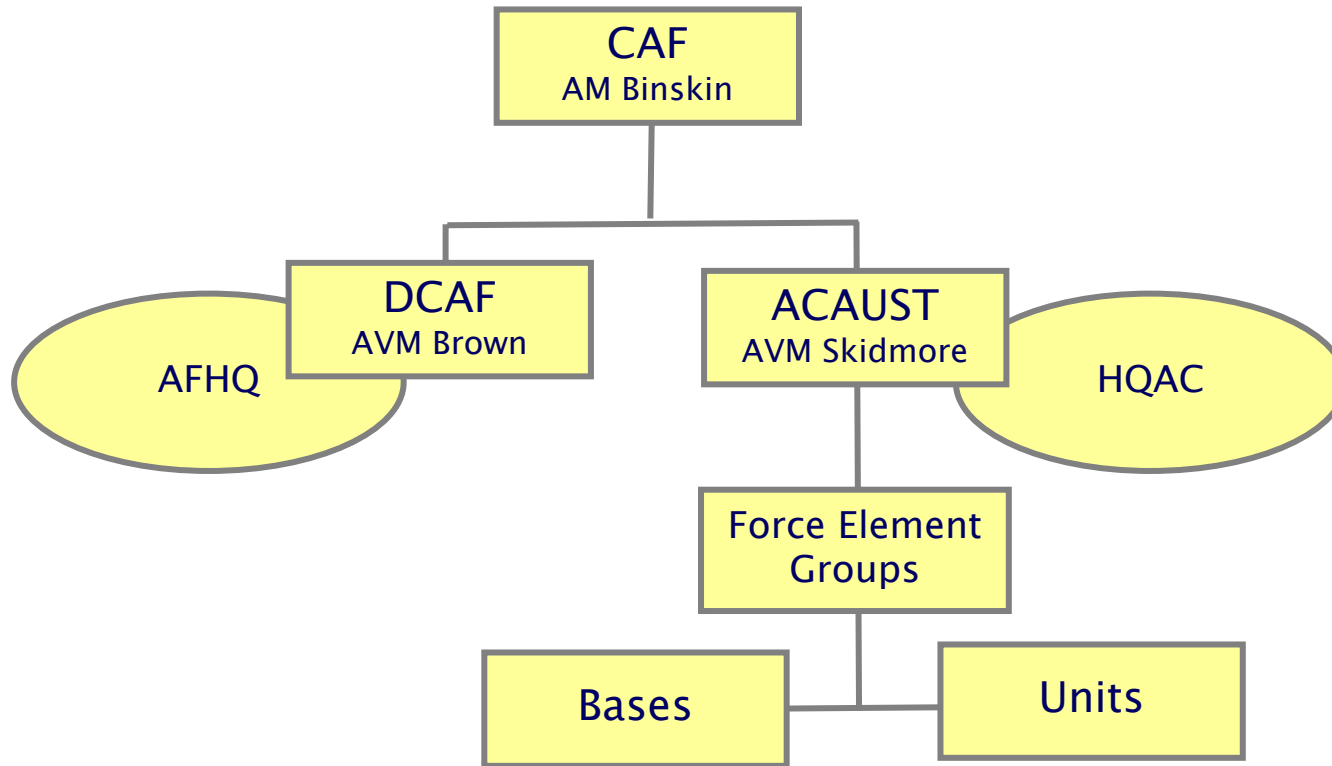 CAF
AM Binskin
DCAF
AVM Brown
ACAUST
AVM Skidmore
AFHQ
HQAC
Force Element
Groups
Bases
Units